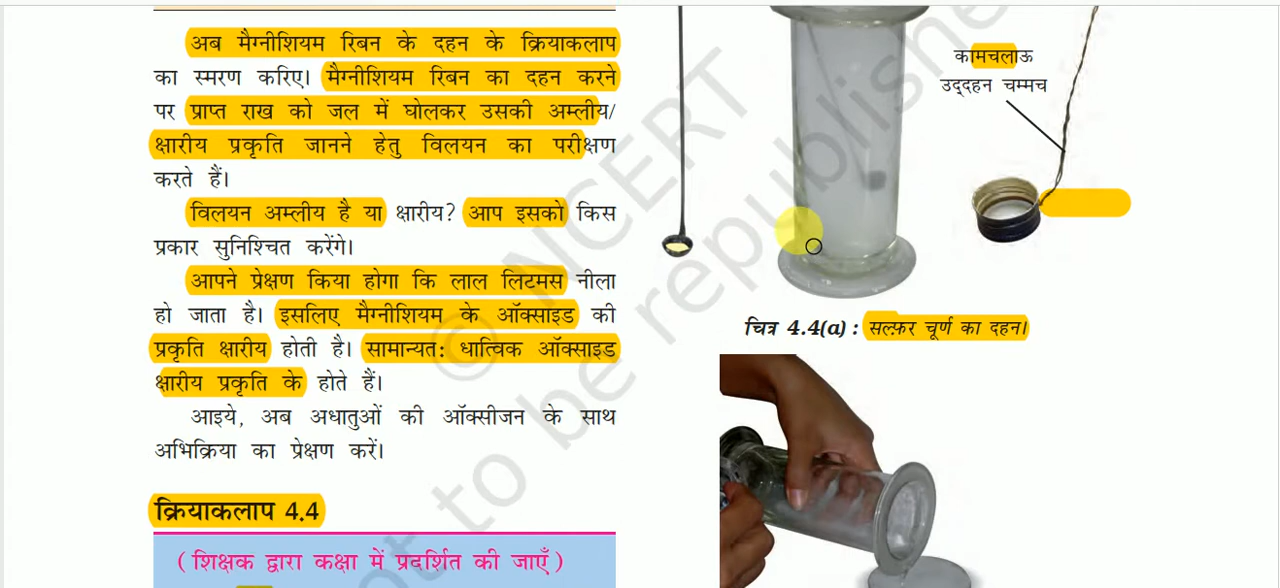 अब मैग्नीशियम रिबन के दहन के क्रियाकलाप
का स्मरण करिए। मैग्नीशियम रिबन का दहन करने
पर प्राप्त राख को जल में घोलकर उसकी अम्लीय/
क्षारीय प्रकृति जानने हेतु विलयन का परीक्षण
करते हैं।
विलयन अम्लीय है या क्षारीय? आप इसको किस
प्रकार सुनिश्चित करेंगे।
आपने प्रेक्षण किया होगा कि लाल लिटमस नीला
हो जाता है। इसलिए मैग्नीशियम के ऑक्साइड की
प्रकृति क्षारीय होती है। सामान्यत: धात्विक ऑक्साइड
क्षारीय प्रकृति के होते हैं।
आइये, अब अधातुओं की ऑक्सीजन के साथ
अभिक्रिया का प्रेक्षण करें।
क्रियाकलाप 4.4
(शिक्षक द्वारा कक्षा में प्रदर्शित की जाएँ)
कामचलाऊ
उद्दहन चम्मच
चित्र 4.4(a) : सल्फ़र चूर्ण का दहन।
© NCERT
not to be republished